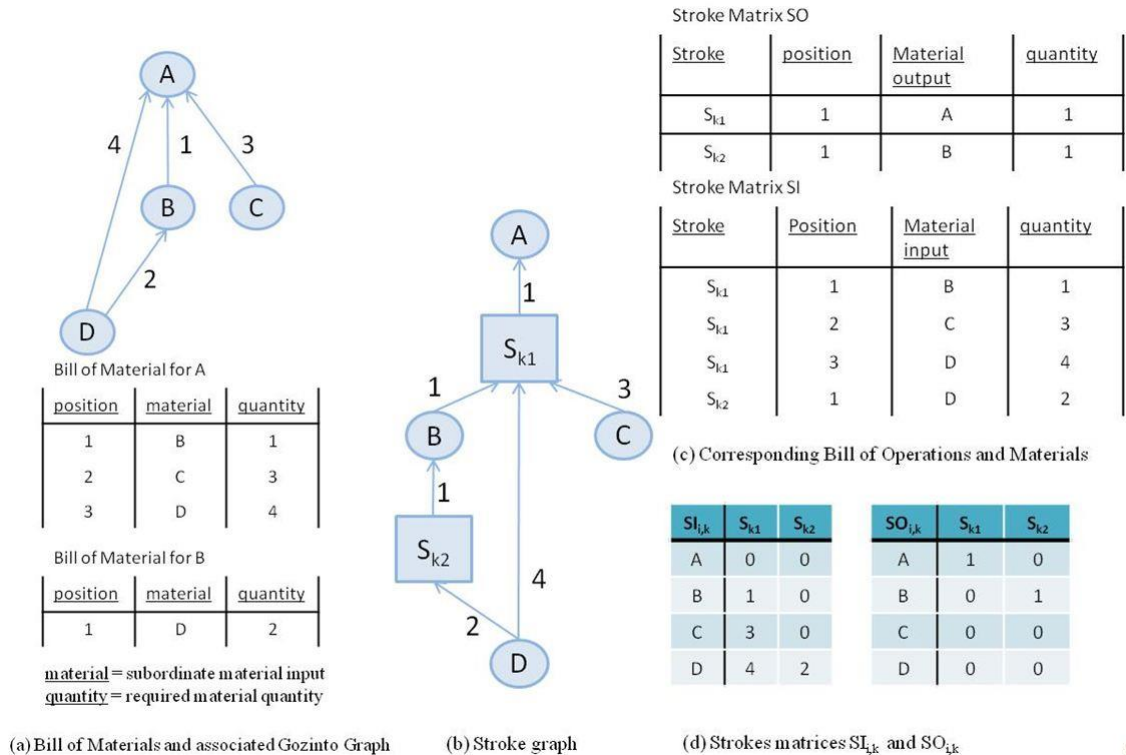 A
4
1
3
B
C
2
D
Bill of Material for A
position material quantity
1 B 1
2 C 3
3 D 4
Bill of Material for B
position material quantity
1 D 2
material = subordinate material input
quantity = required material quantity
(a) Bill of Materials and associated Gozinto Graph
A
1
Sk1
1
3
B
C
1
Sk2
4
2
D
(b) Stroke graph
Stroke Matrix SO
Stroke position Material quantity
output
Sk1 1 A 1
Sk2 1 B 1
Stroke Matrix SI
Stroke Position Material quantity
input
Sk1 1 B 1
Sk1 2 C 3
Sk1 3 D 4
Sk2 1 D 2
(c) Corresponding Bill of Operations and Materials
SIi,k Sk1 Sk2
A 0 0
B 1 0
C 3 0
D 4 2
SOi,k Sk1 Sk2
A 1 0
B 0 1
C 0 0
D 0 0
(d) Strokes matrices SIi,k and SOi,k